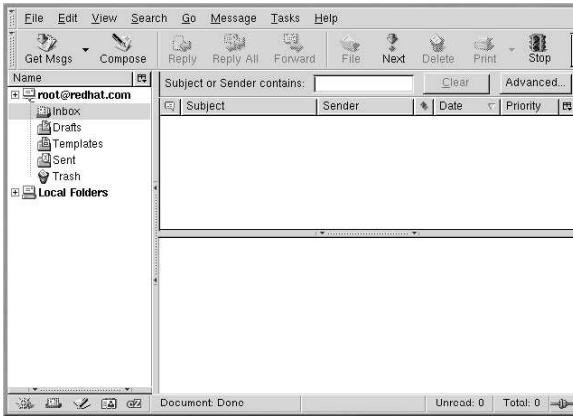 File Edit View Search Go Message Tasks Help
Get Msgs Compose Reply Reply All Forward File Next Delete Print Stop
Name
Subject or Sender contains: Clear Advanced...
root@redhat.com
Subject Sender Date Priority
Inbox
Drafts
Templates
Sent
Trash
Local Folders
Document: Done Unread: 0 Total: 0